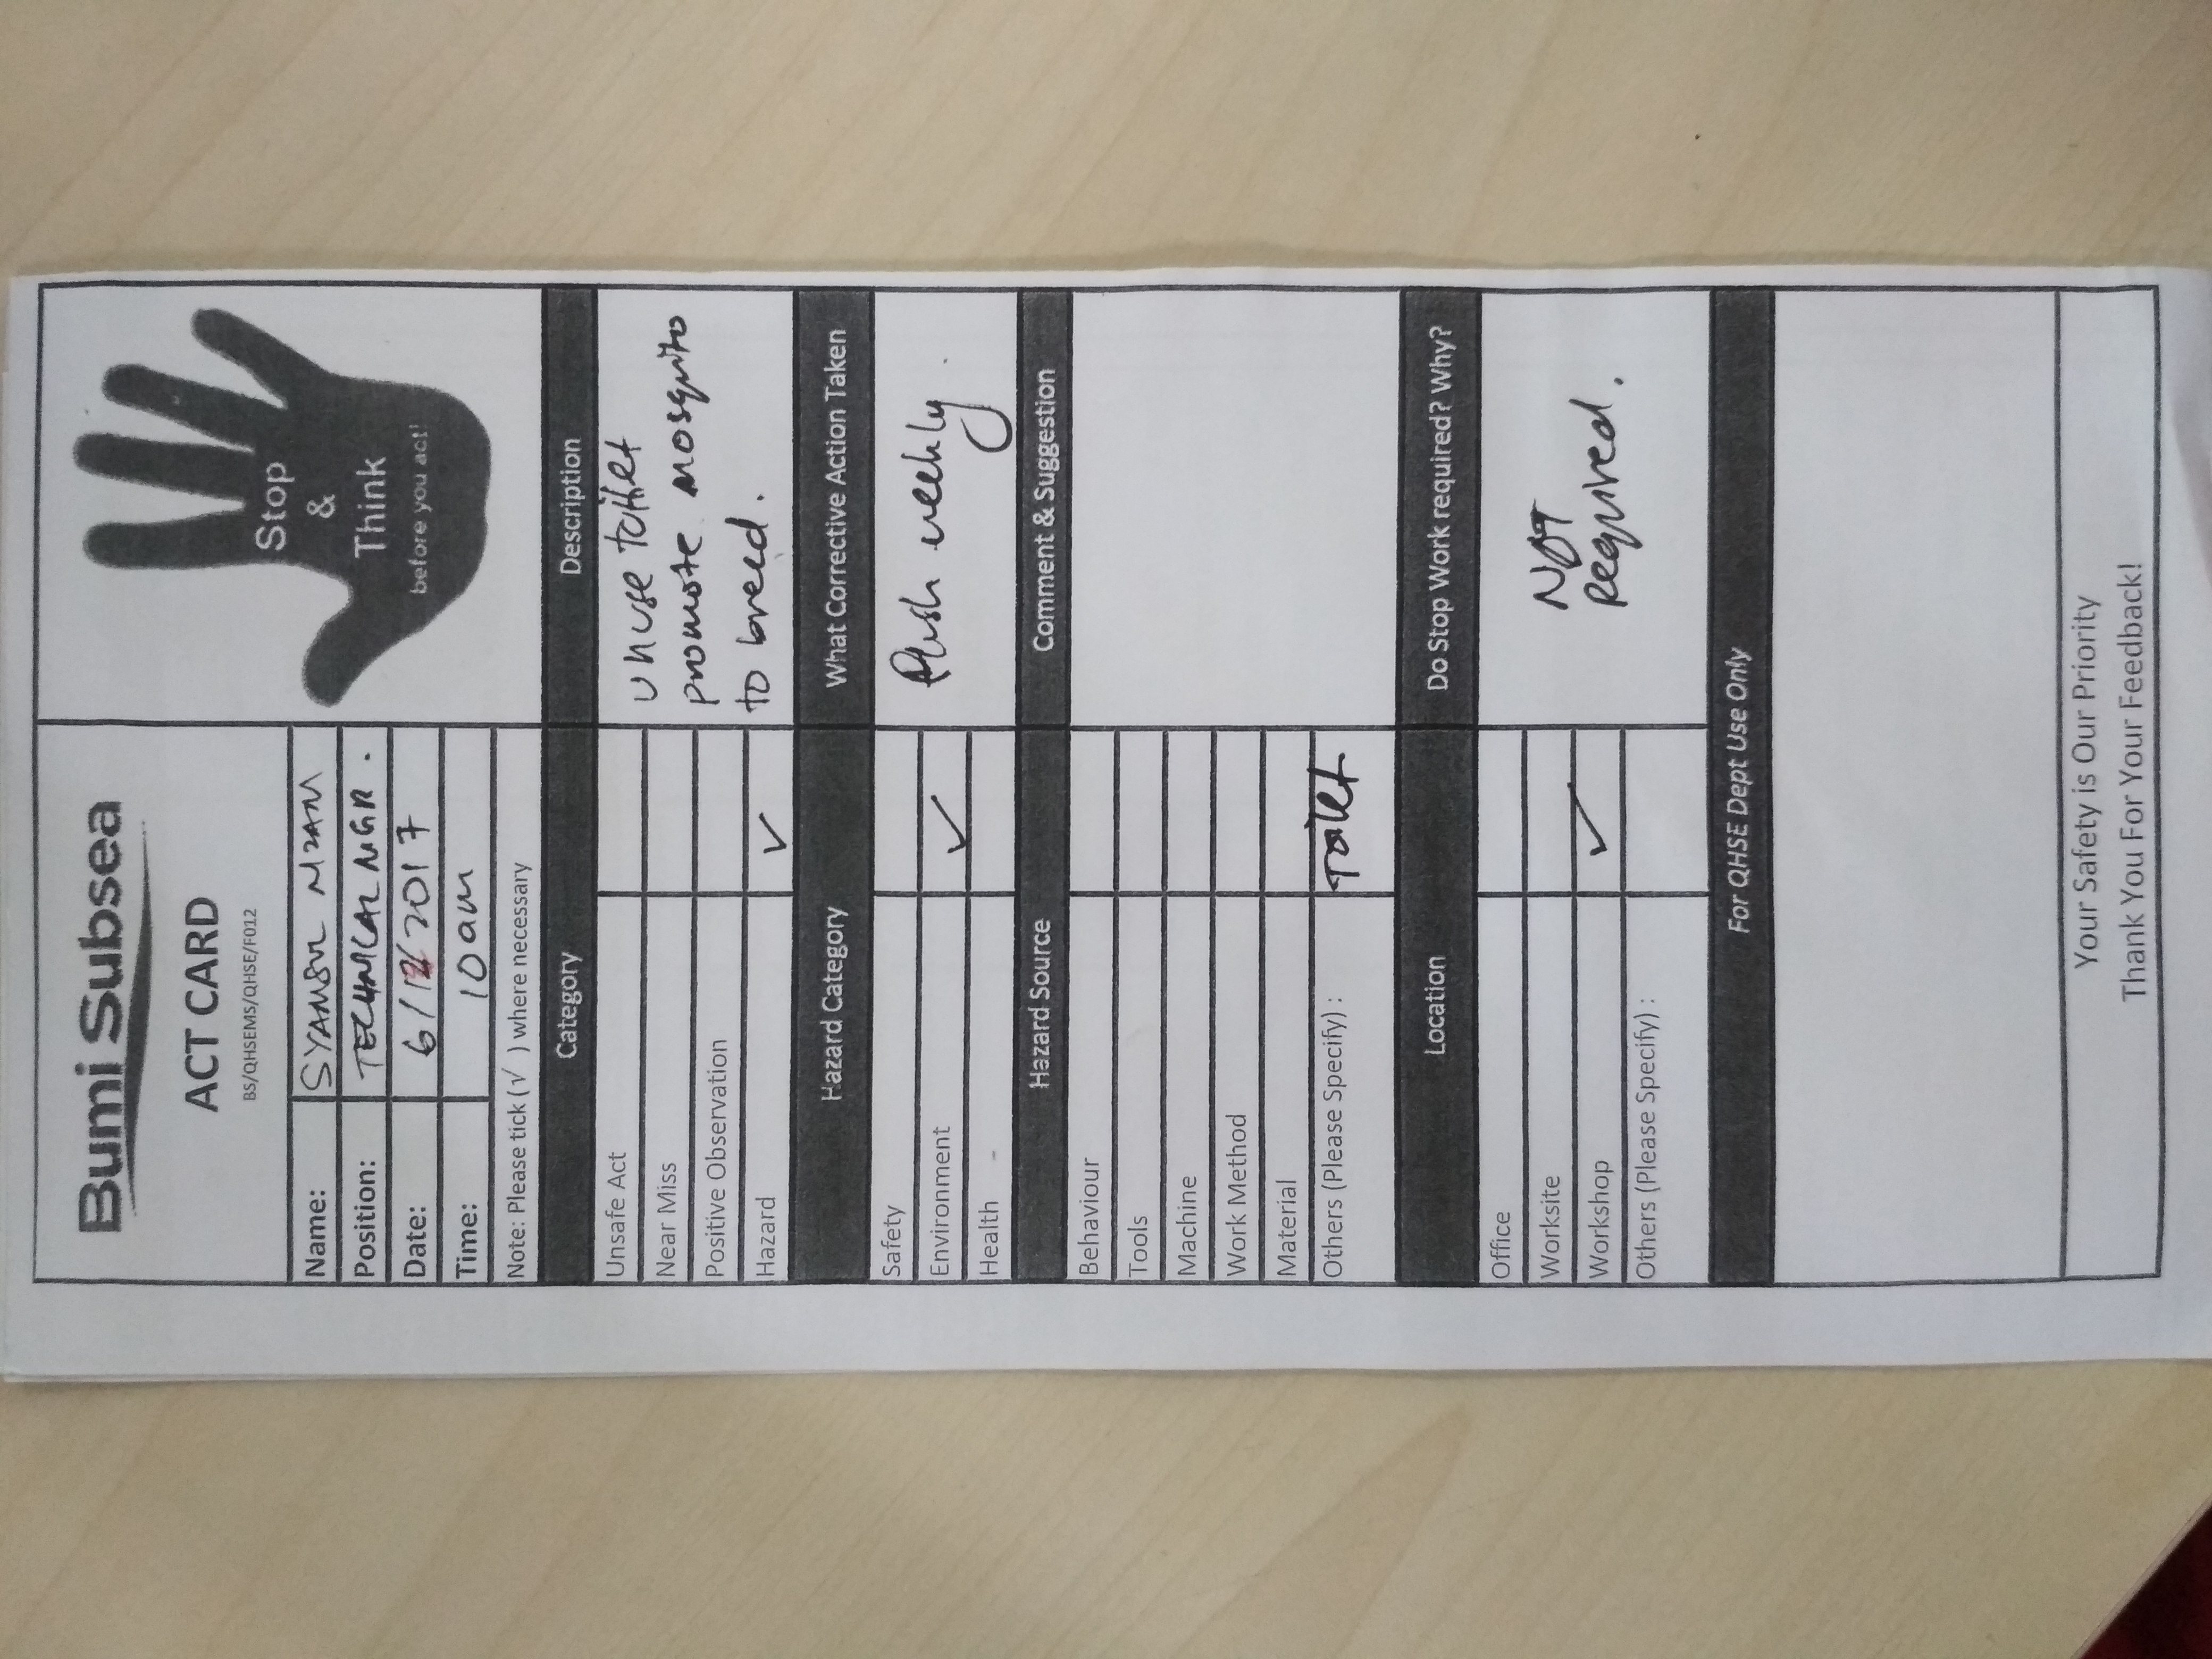 Bumi Subsea
ACT CARD
BS/QHSEMS/QHSE/F012
Stop
&
Think
before you act!
Name: SYAMSUL NIZAM
Position: TECHNICAL MGR.
Date: 6/ /2017
Time: 10am
Note: Please tick (√ ) where necessary
Category
Description
Unsafe Act
Near Miss
Positive Observation
Hazard ✓
unuse toilet
promote mosquito
to breed.
Hazard Category
What Corrective Action Taken
Safety
Environment ✓
Health
flush weekly.
Hazard Source
Comment & Suggestion
Behaviour
Tools
Machine
Work Method
Material
Others (Please Specify) : Toilet
Location
Do Stop Work required? Why?
Office
Worksite
Workshop ✓
Others (Please Specify) :
NOT
Required.
For QHSE Dept Use Only
Your Safety is Our Priority
Thank You For Your Feedback!